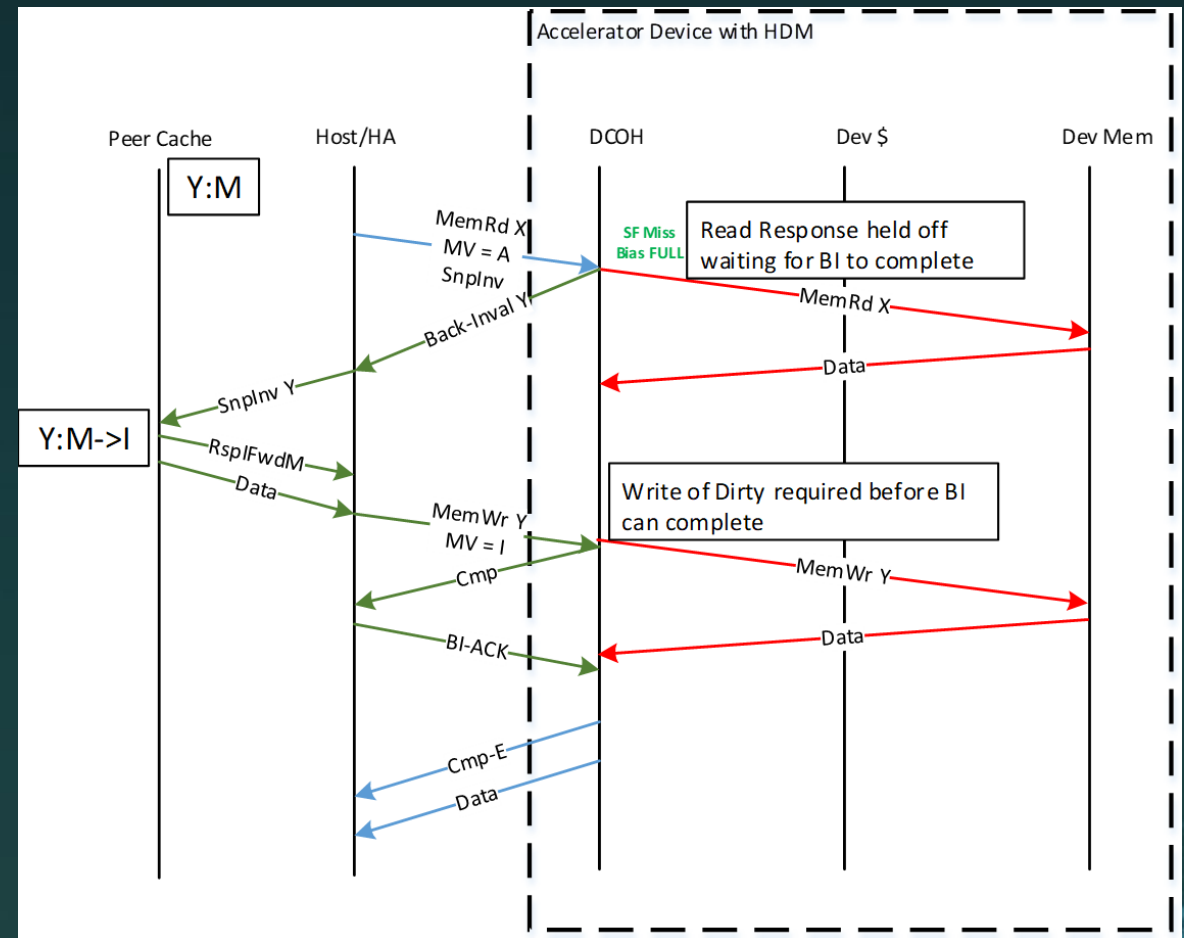 Accelerator Device with HDM
Peer Cache
Host/HA
DCOH
Dev $
Dev Mem
Y:M
MemRd X
MV = A
SnpInv
SF Miss
Bias FULL
Read Response held off
waiting for BI to complete
MemRd X
Back-Inval Y
Data
SnpInv Y
Y:M->I
RspIFwdM
Data
Write of Dirty required before BI
can complete
MemWr Y
MV = I
Cmp
MemWr Y
BI-ACK
Data
Cmp-E
Data